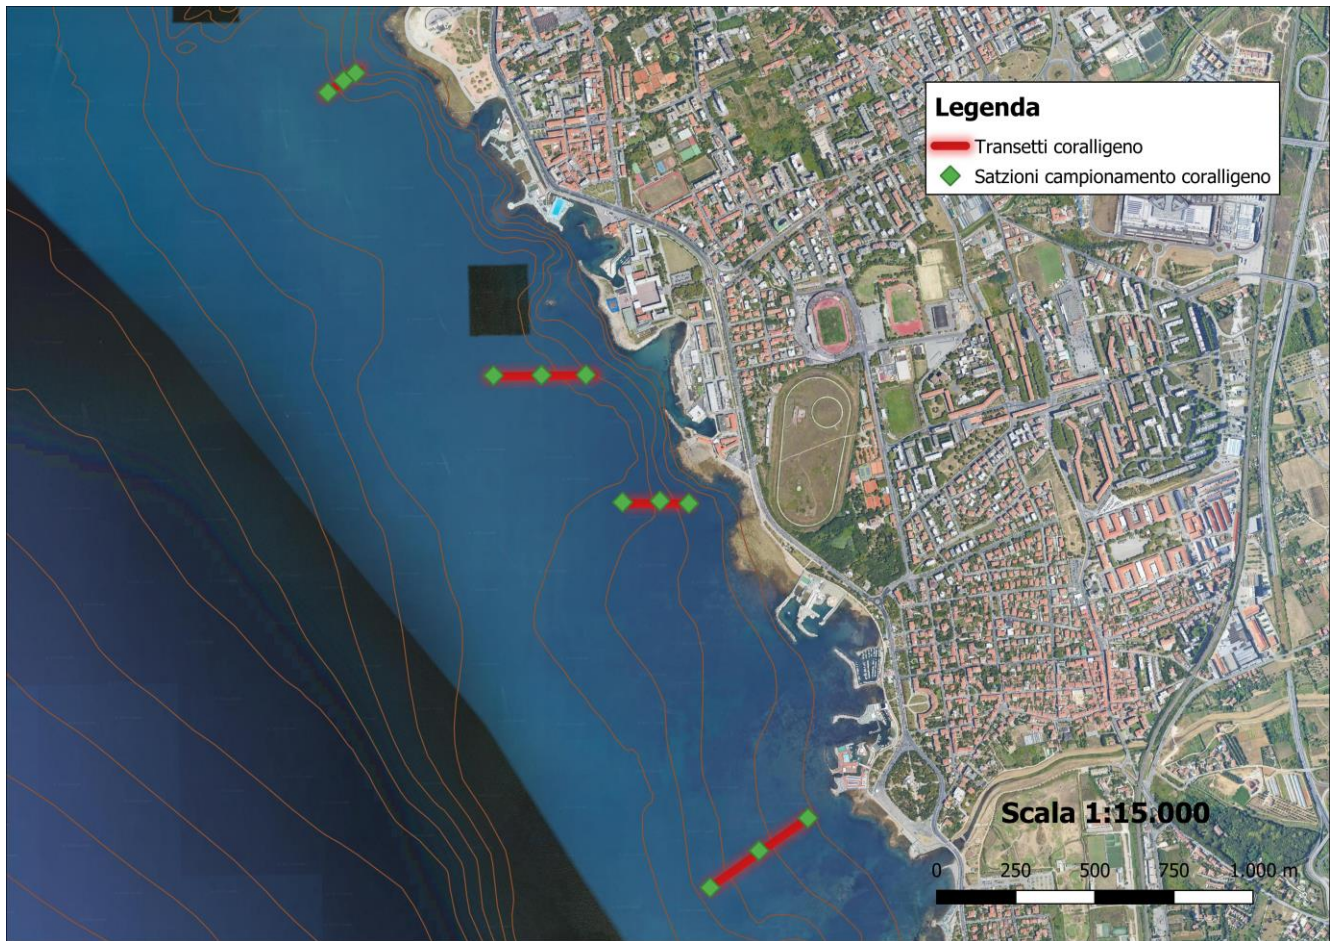 Legenda
Transetti coralligeno
Satzioni campionamento coralligeno
Scala 1:15.000
0 250 500 750 1.000 m